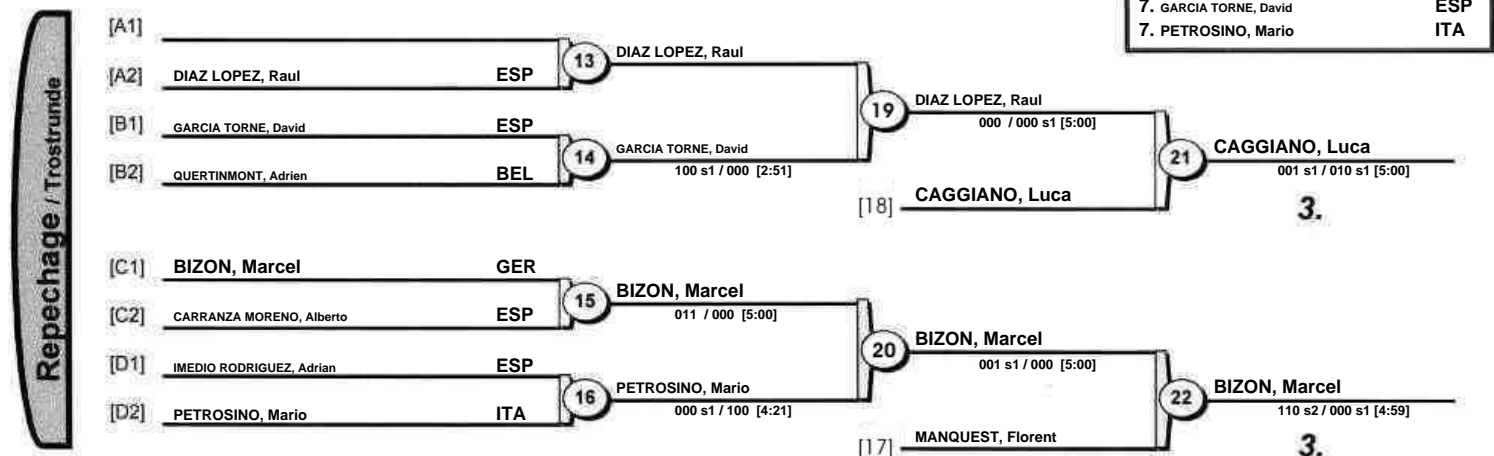 7. GARCIA TORNE, David ESP
7. PETROSINO, Mario ITA
Repechage / Trostrunde
[A1]
[A2] DIAZ LOPEZ, Raul ESP
13 DIAZ LOPEZ, Raul
[B1] GARCIA TORNE, David ESP
[B2] QUERTINMONT, Adrien BEL
14 GARCIA TORNE, David
100 s1 / 000 [2:51]
19 DIAZ LOPEZ, Raul
000 / 000 s1 [5:00]
[18] CAGGIANO, Luca
21 CAGGIANO, Luca
001 s1 / 010 s1 [5:00]
3.
[C1] BIZON, Marcel GER
[C2] CARRANZA MORENO, Alberto ESP
15 BIZON, Marcel
011 / 000 [5:00]
[D1] IMEDIO RODRIGUEZ, Adrian ESP
[D2] PETROSINO, Mario ITA
16 PETROSINO, Mario
000 s1 / 100 [4:21]
20 BIZON, Marcel
001 s1 / 000 [5:00]
[17] MANQUEST, Florent
22 BIZON, Marcel
110 s2 / 000 s1 [4:59]
3.